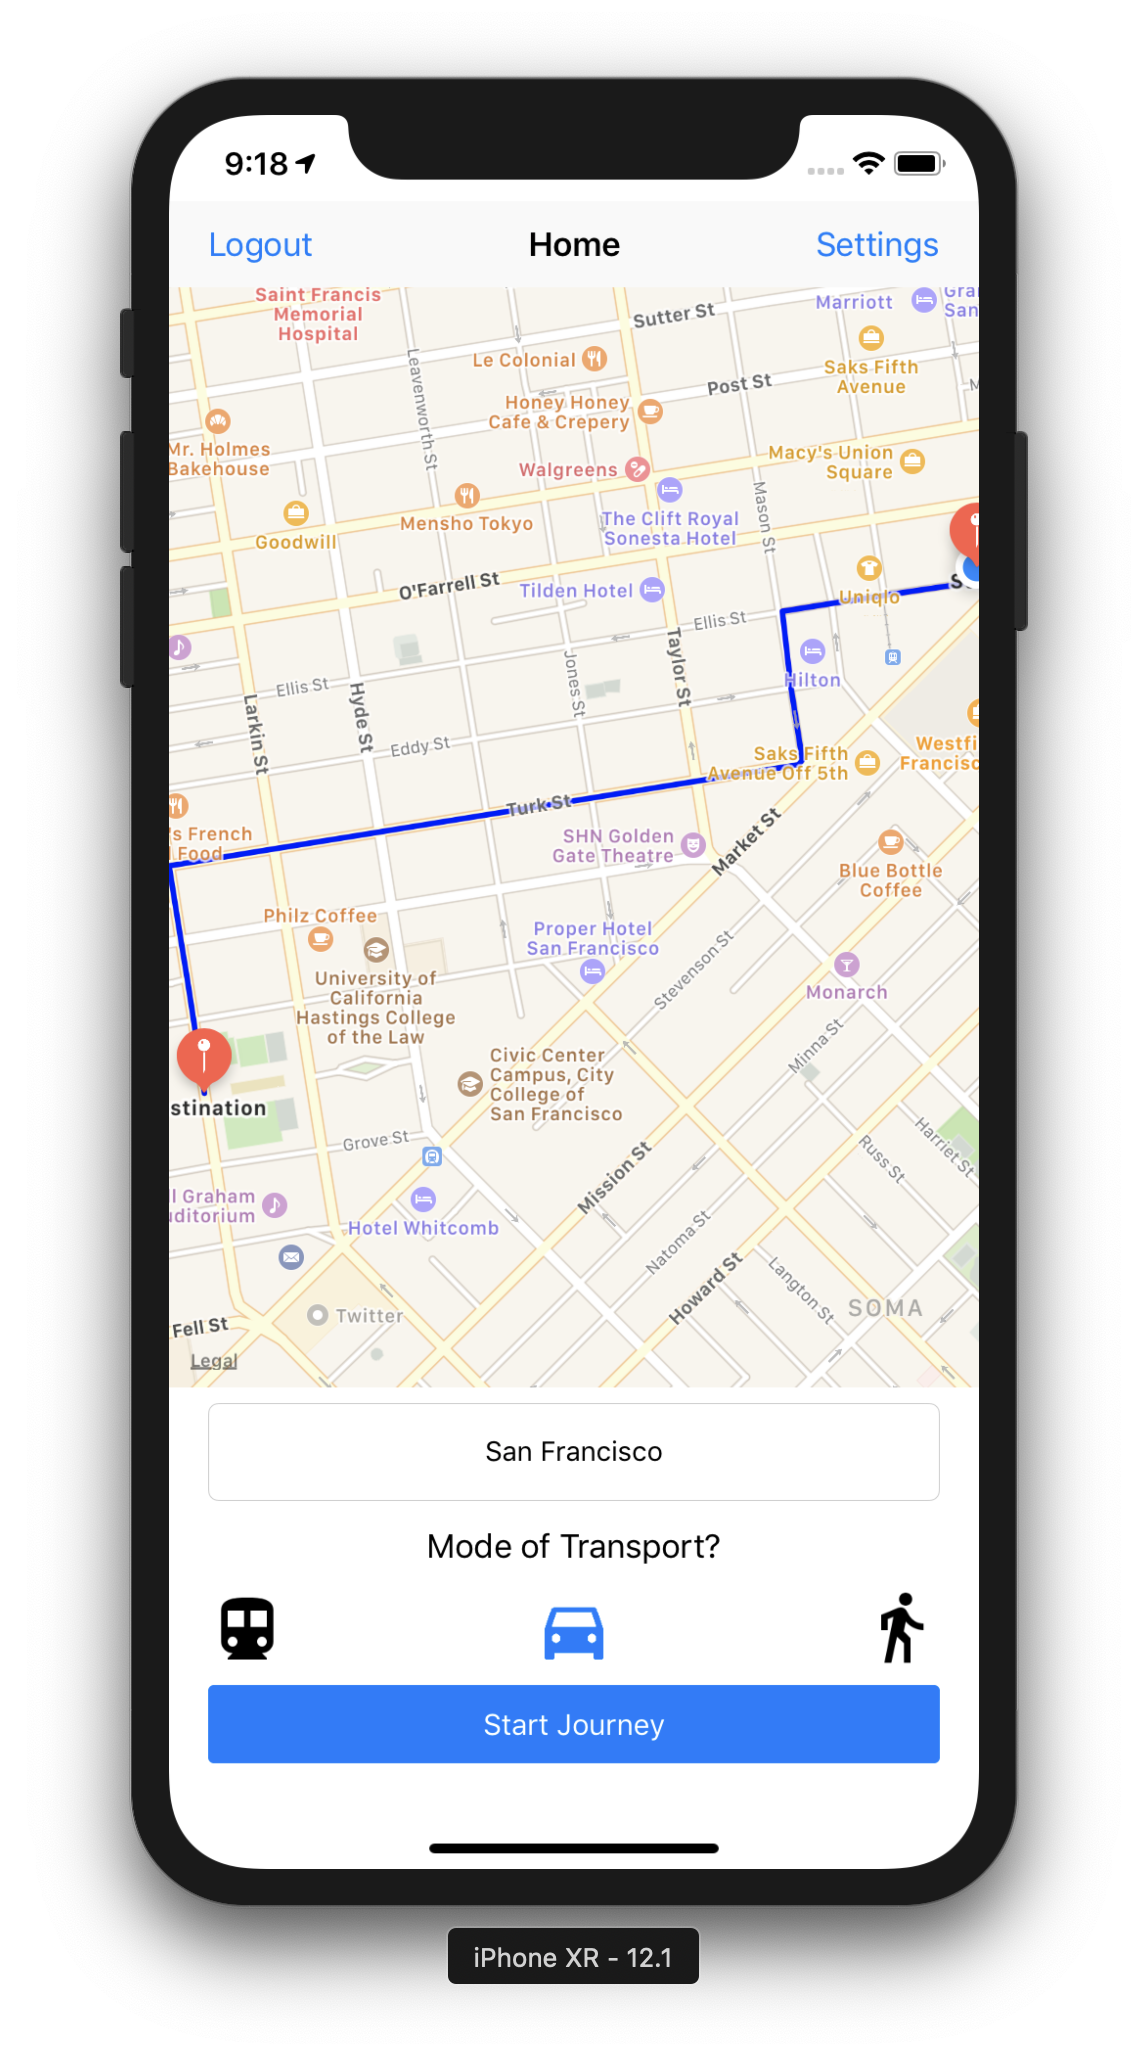 9:18
Logout
Home
Settings
Saint Francis
Memorial
Hospital
Sutter St
Marriott
Le Colonial
Post St
Saks Fifth
Avenue
Leavenworth St
Honey Honey
Cafe & Crepery
Mr. Holmes
Bakehouse
Walgreens
Macy's Union
Square
Mason St
Goodwill
Mensho Tokyo
The Clift Royal
Sonesta Hotel
O'Farrell St
Tilden Hotel
Uniqlo
Ellis St
Taylor St
Jones St
Hilton
Ellis St
Hyde St
Larkin St
Eddy St
Saks Fifth
Avenue Off 5th
Westfi
Francisc
Turk St
's French
Food
SHN Golden
Gate Theatre
Market St
Blue Bottle
Coffee
Philz Coffee
Proper Hotel
San Francisco
Stevenson St
University of
California
Hastings College
of the Law
Monarch
Minna St
Civic Center
Campus, City
College of
San Francisco
stination
Grove St
Harriet St
Russ St
Mission St
l Graham
uditorium
Hotel Whitcomb
Natoma St
Howard St
Langton St
SOMA
Twitter
Fell St
Legal
San Francisco
Mode of Transport?
Start Journey
iPhone XR - 12.1